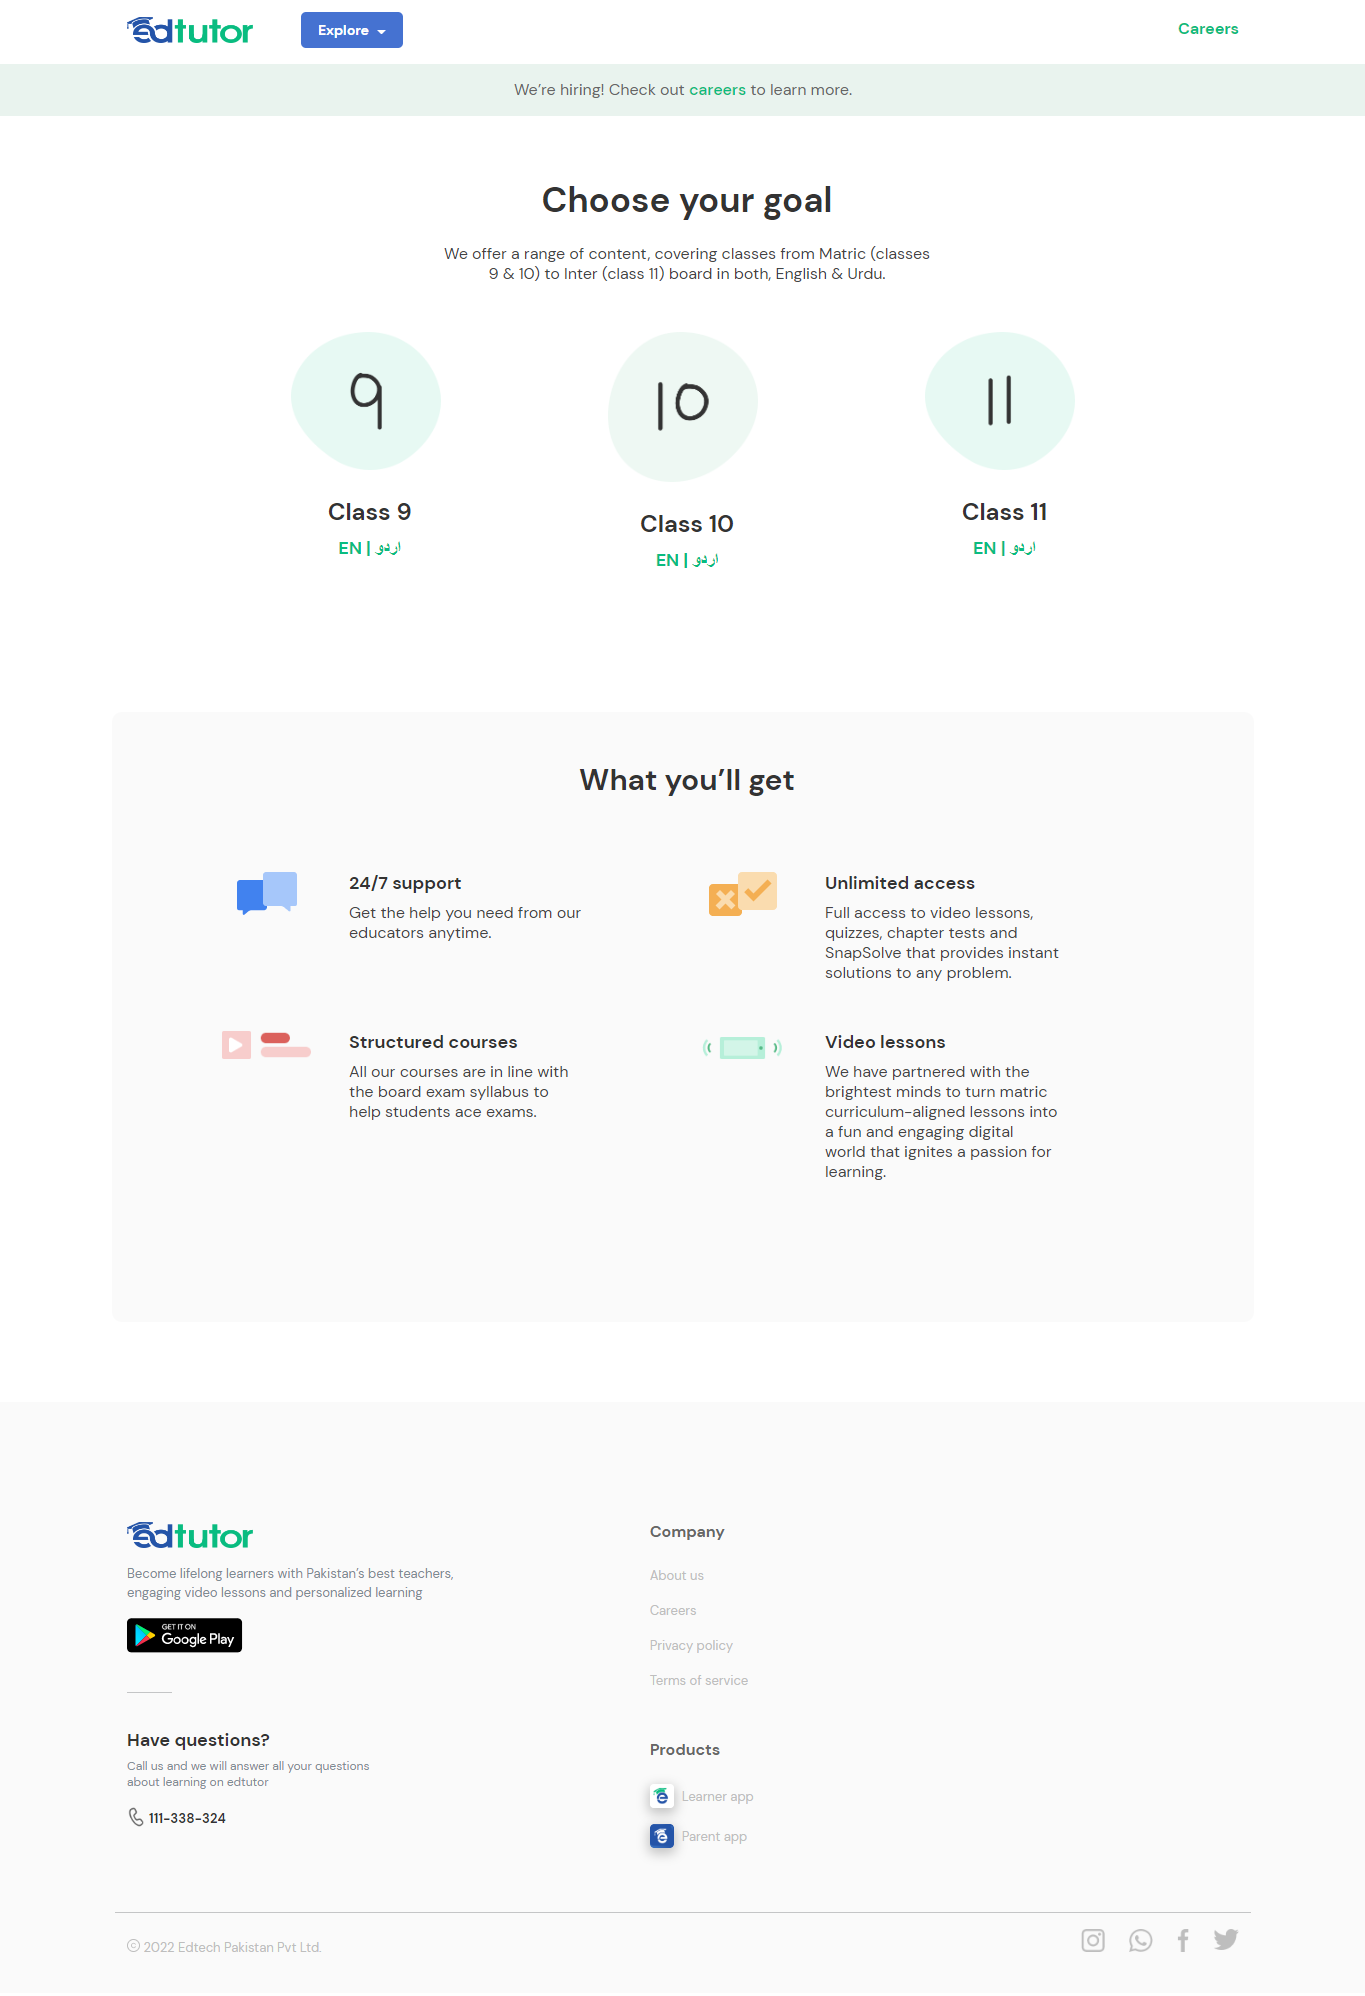 edtutor
Explore
Careers
We’re hiring! Check out careers to learn more.
Choose your goal
We offer a range of content, covering classes from Matric (classes
9 & 10) to Inter (class 11) board in both, English & Urdu.
9
10
11
Class 9
EN | اردو
Class 10
EN | اردو
Class 11
EN | اردو
What you’ll get
24/7 support
Get the help you need from our
educators anytime.
Unlimited access
Full access to video lessons,
quizzes, chapter tests and
SnapSolve that provides instant
solutions to any problem.
Structured courses
All our courses are in line with
the board exam syllabus to
help students ace exams.
Video lessons
We have partnered with the
brightest minds to turn matric
curriculum-aligned lessons into
a fun and engaging digital
world that ignites a passion for
learning.
edtutor
Become lifelong learners with Pakistan’s best teachers,
engaging video lessons and personalized learning
GET IT ON
Google Play
Have questions?
Call us and we will answer all your questions
about learning on edtutor
111-338-324
Company
About us
Careers
Privacy policy
Terms of service
Products
e Learner app
e Parent app
© 2022 Edtech Pakistan Pvt Ltd.